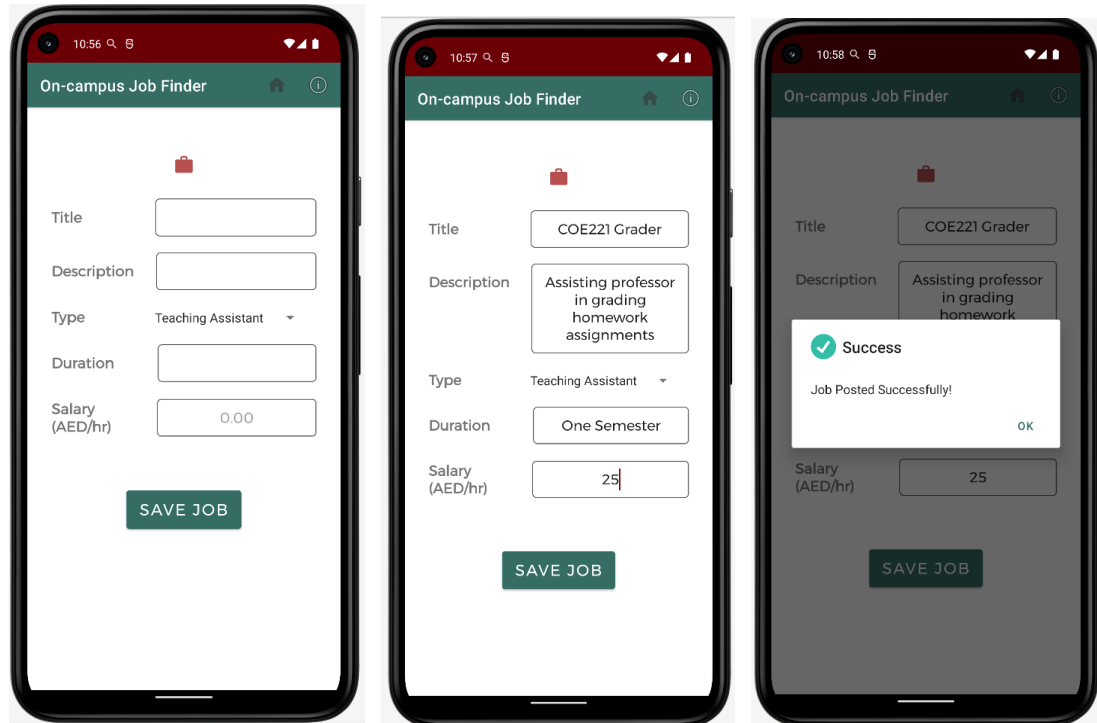 10:56
On-campus Job Finder
Title
Description
Type Teaching Assistant
Duration
Salary
(AED/hr) 0.00
SAVE JOB
10:57
On-campus Job Finder
Title COE221 Grader
Description Assisting professor
in grading
homework
assignments
Type Teaching Assistant
Duration One Semester
Salary
(AED/hr) 25
SAVE JOB
10:58
On-campus Job Finder
Title COE221 Grader
Description Assisting professor
in grading
homework
Success
Job Posted Successfully!
OK
Salary
(AED/hr) 25
SAVE JOB